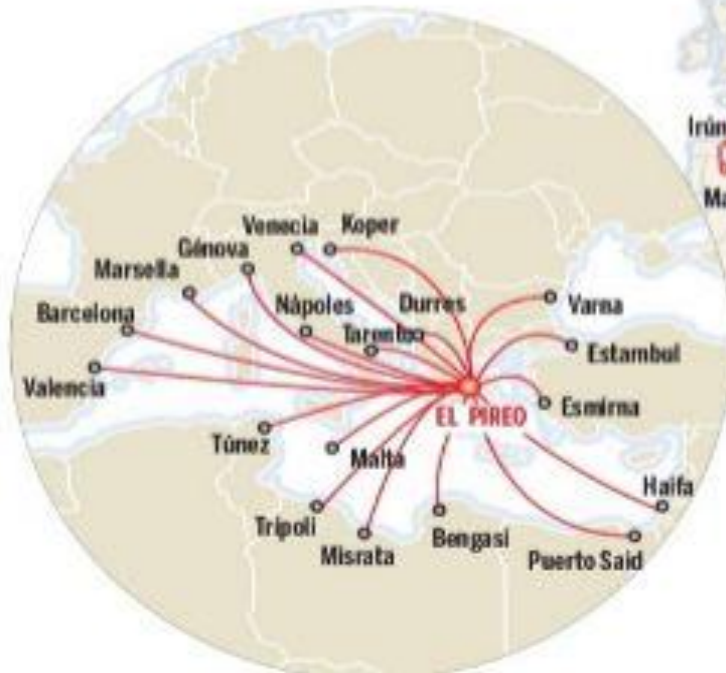 Irún
Ma
Venecia
Koper
Génova
Marsella
Nápoles
Durres
Varna
Barcelona
Tarento
Estambul
Valencia
EL PIREO
Esmirna
Túnez
Malta
Haifa
Trípoli
Misrata
Bengasi
Puerto Said